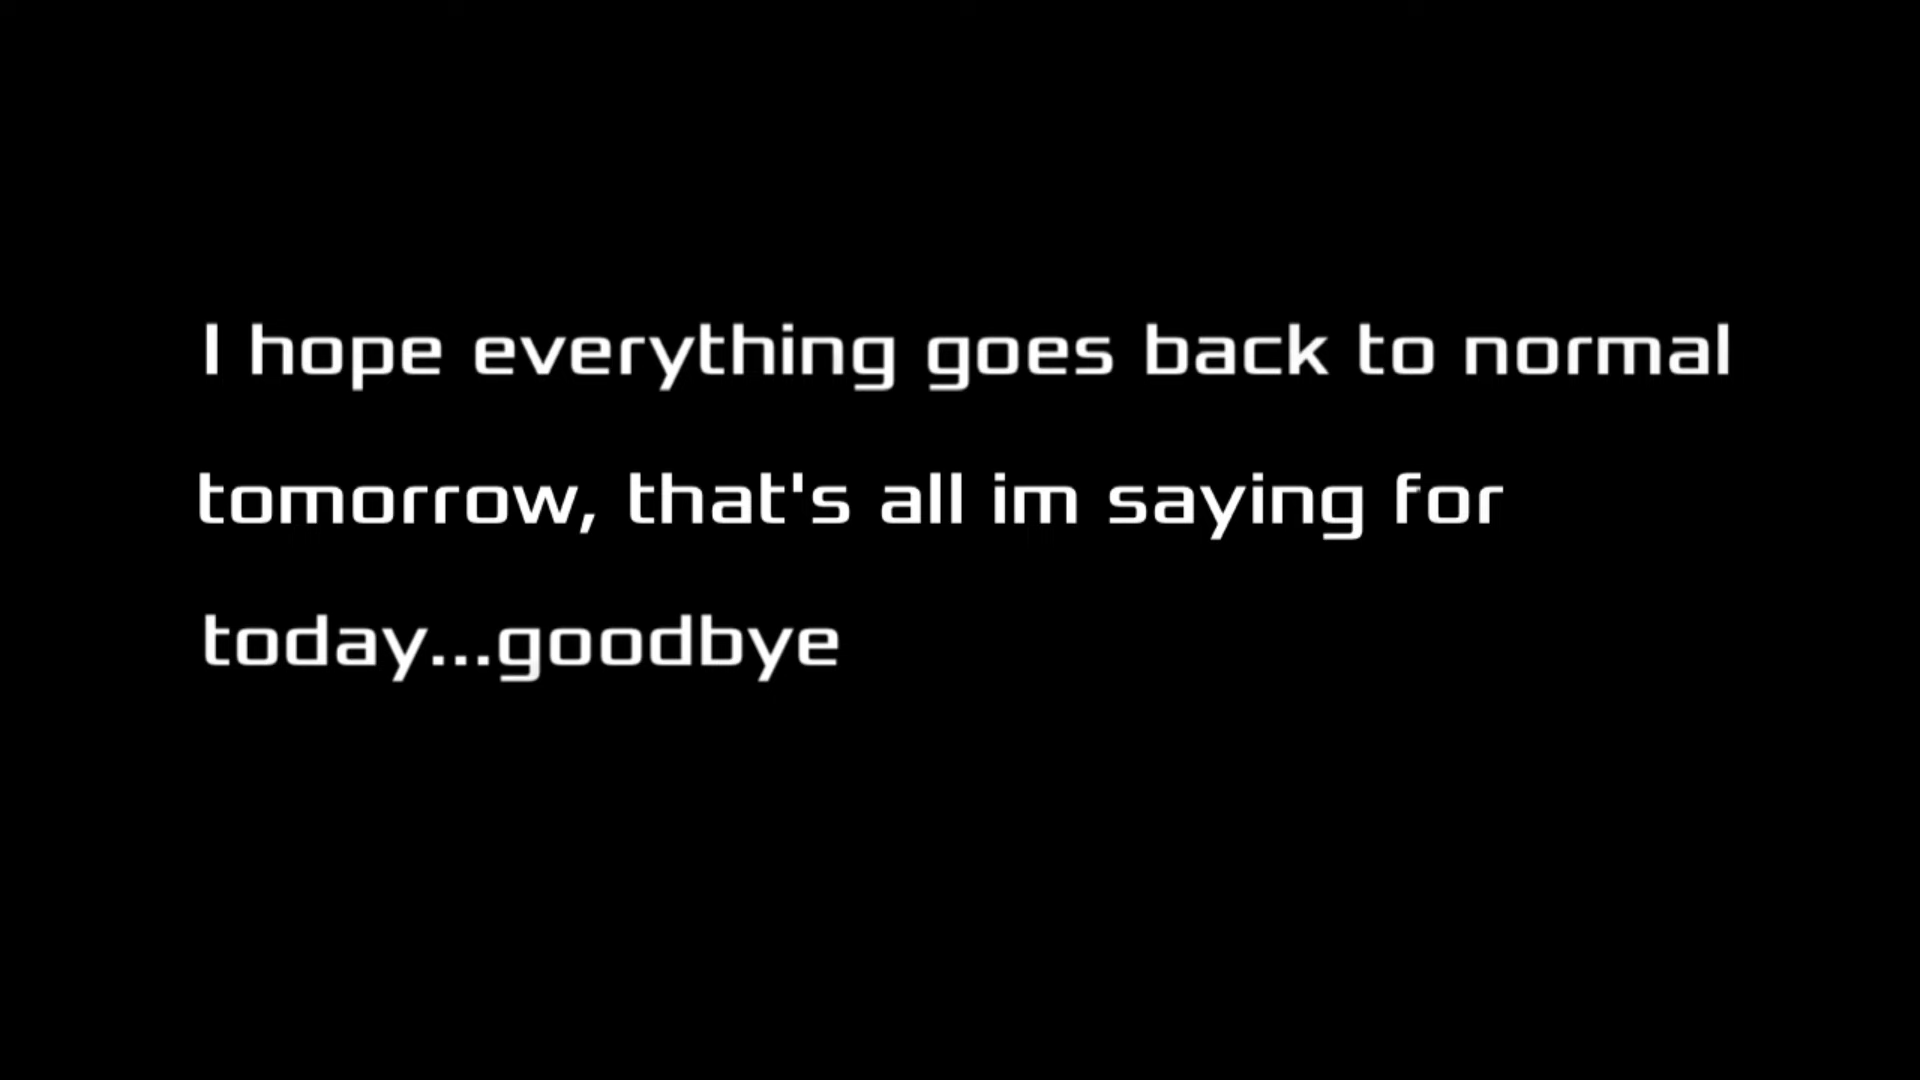 I hope everything goes back to normal
tomorrow, that's all im saying for
today...goodbye